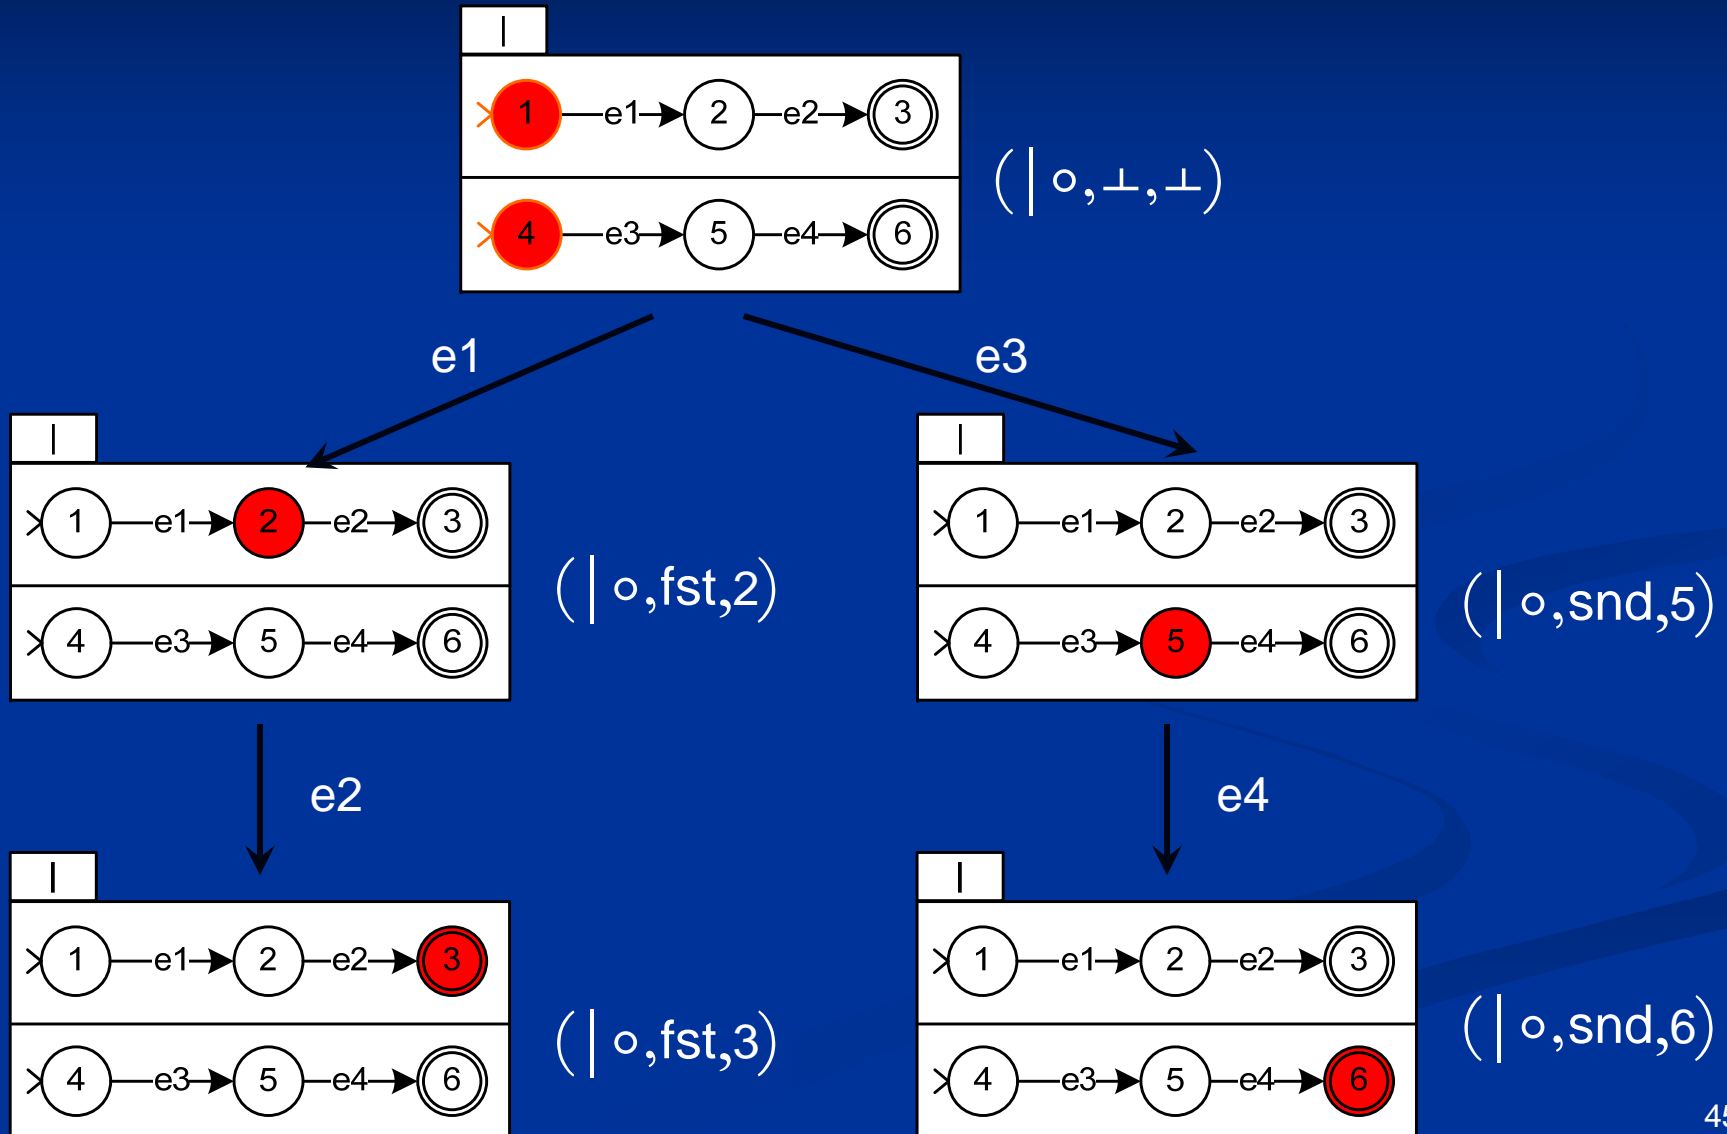 |
1 e1 2 e2 3
(|∘,⊥,⊥)
4 e3 5 e4 6
e1 e3
|
1 e1 2 e2 3
(|∘,fst,2)
4 e3 5 e4 6
|
1 e1 2 e2 3
(|∘,snd,5)
4 e3 5 e4 6
e2 e4
|
1 e1 2 e2 3
(|∘,fst,3)
4 e3 5 e4 6
|
1 e1 2 e2 3
(|∘,snd,6)
4 e3 5 e4 6
45